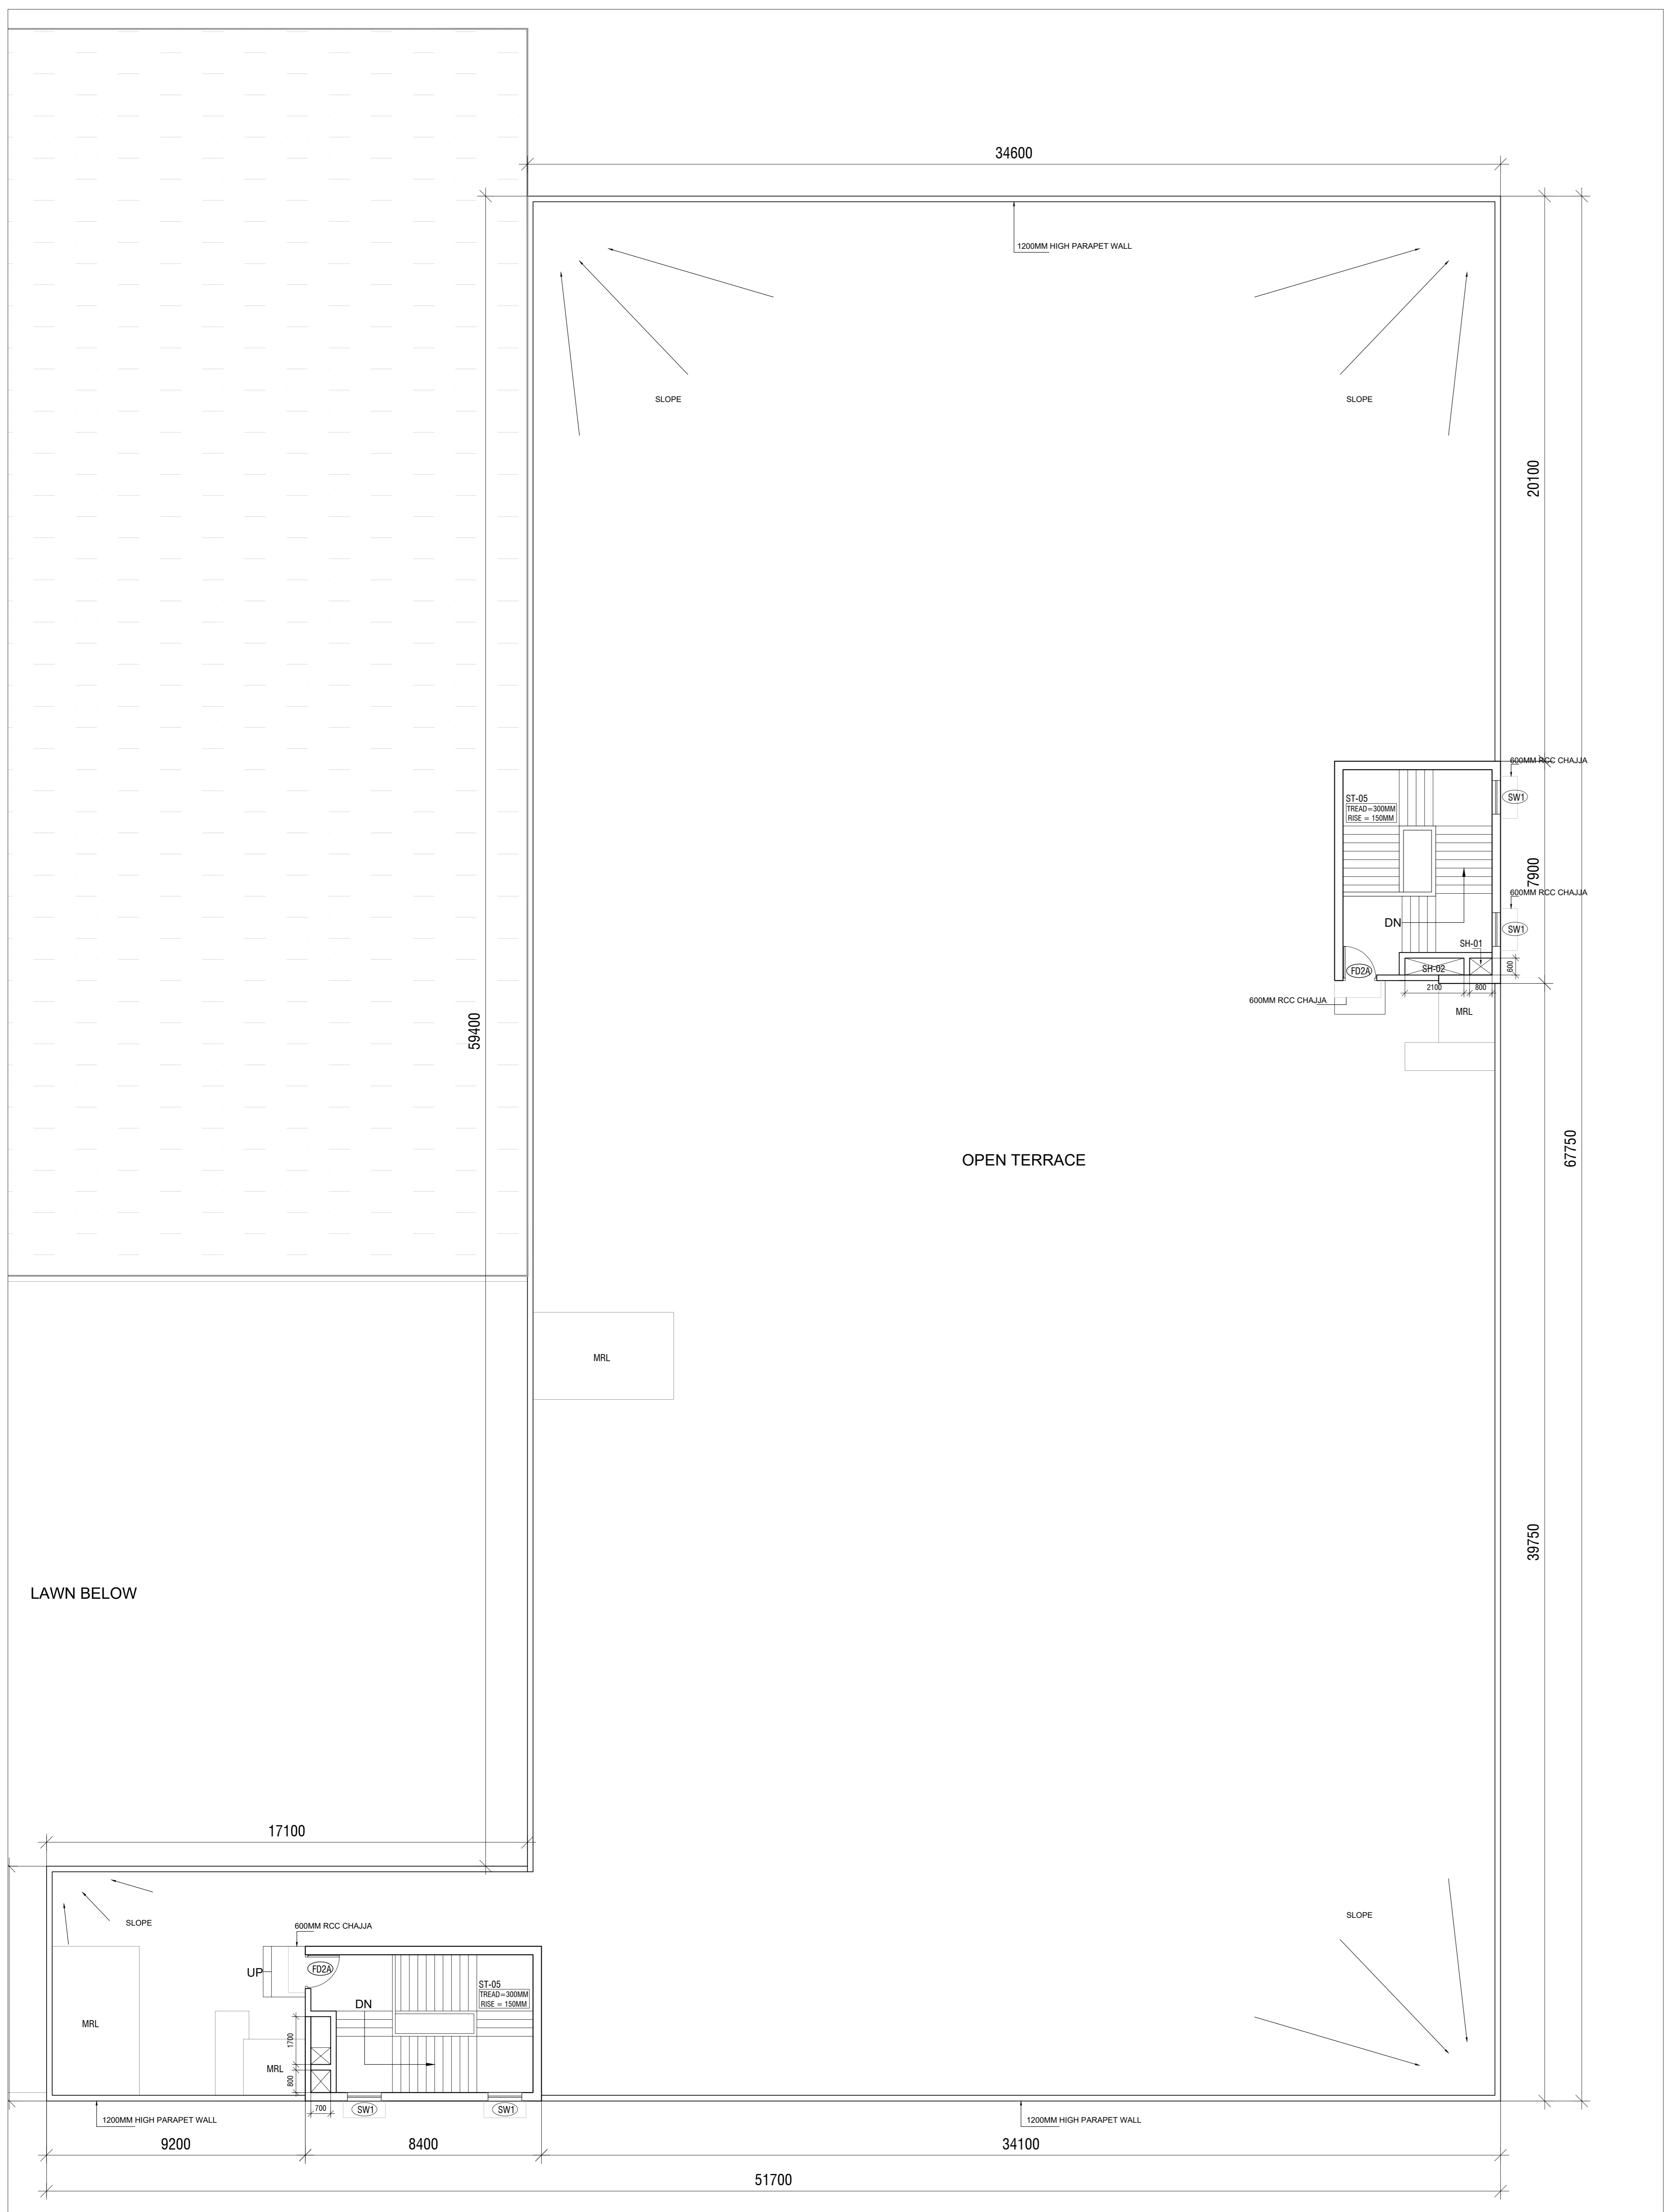 34600
1200MM HIGH PARAPET WALL
SLOPE
SLOPE
20100
600MM RCC CHAJJA
SW1
ST-05
TREAD=300MM
RISE = 150MM
7900
600MM RCC CHAJJA
DN
SW1
SH-01
FD2A
SH-02
600
2100
800
600MM RCC CHAJJA
MRL
59400
67750
OPEN TERRACE
MRL
39750
LAWN BELOW
17100
SLOPE
SLOPE
600MM RCC CHAJJA
UP
FD2A
ST-05
TREAD=300MM
RISE = 150MM
DN
MRL
1700
MRL
800
700
SW1
SW1
1200MM HIGH PARAPET WALL
1200MM HIGH PARAPET WALL
9200
8400
34100
51700